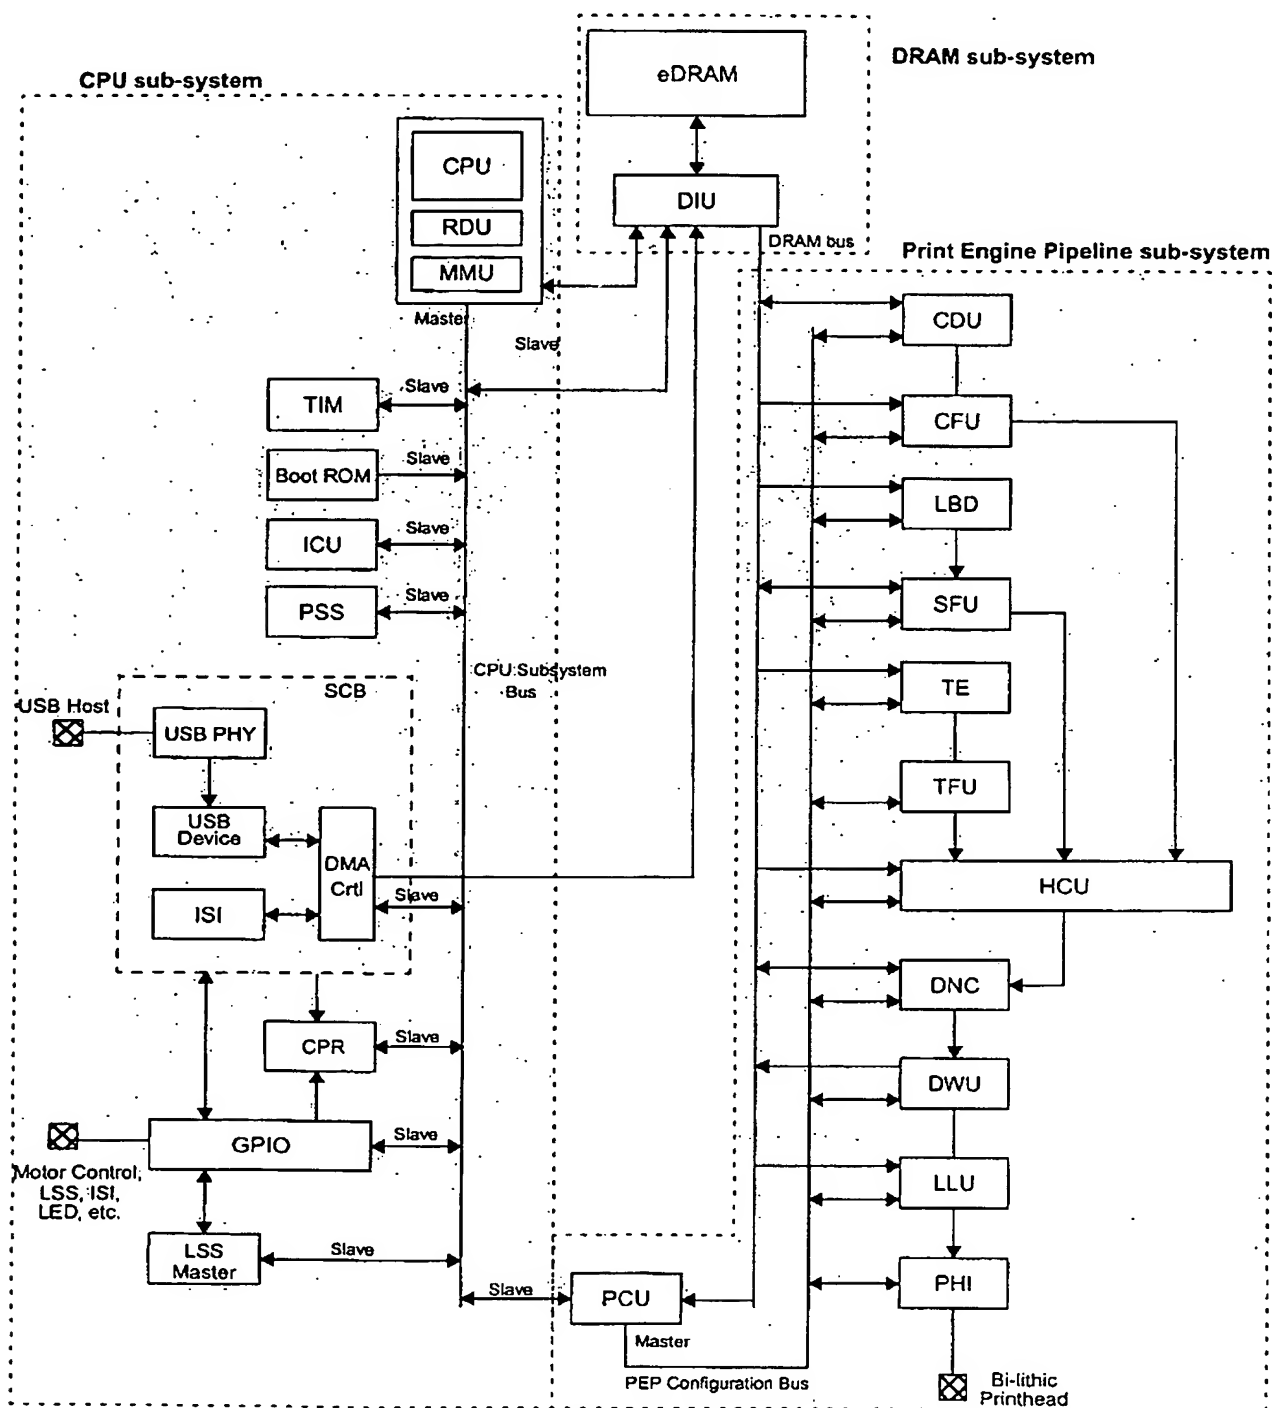 DRAM sub-system
CPU sub-system
eDRAM
CPU
DIU
RDU
DRAM bus
MMU
Print Engine Pipeline sub-system
Master
Slave
CDU
TIM
Slave
CFU
Boot ROM
Slave
LBD
ICU
Slave
PSS
Slave
SFU
CPU Subsystem
Bus
SCB
TE
USB Host
USB PHY
TFU
USB
Device
DMA
Crtl
HCU
ISI
Slave
DNC
CPR
Slave
DWU
GPIO
Slave
Motor Control,
LSS, ISI,
LED, etc.
LLU
LSS
Master
Slave
Slave
PCU
PHI
Master
PEP Configuration Bus
Bi-lithic
Printhead